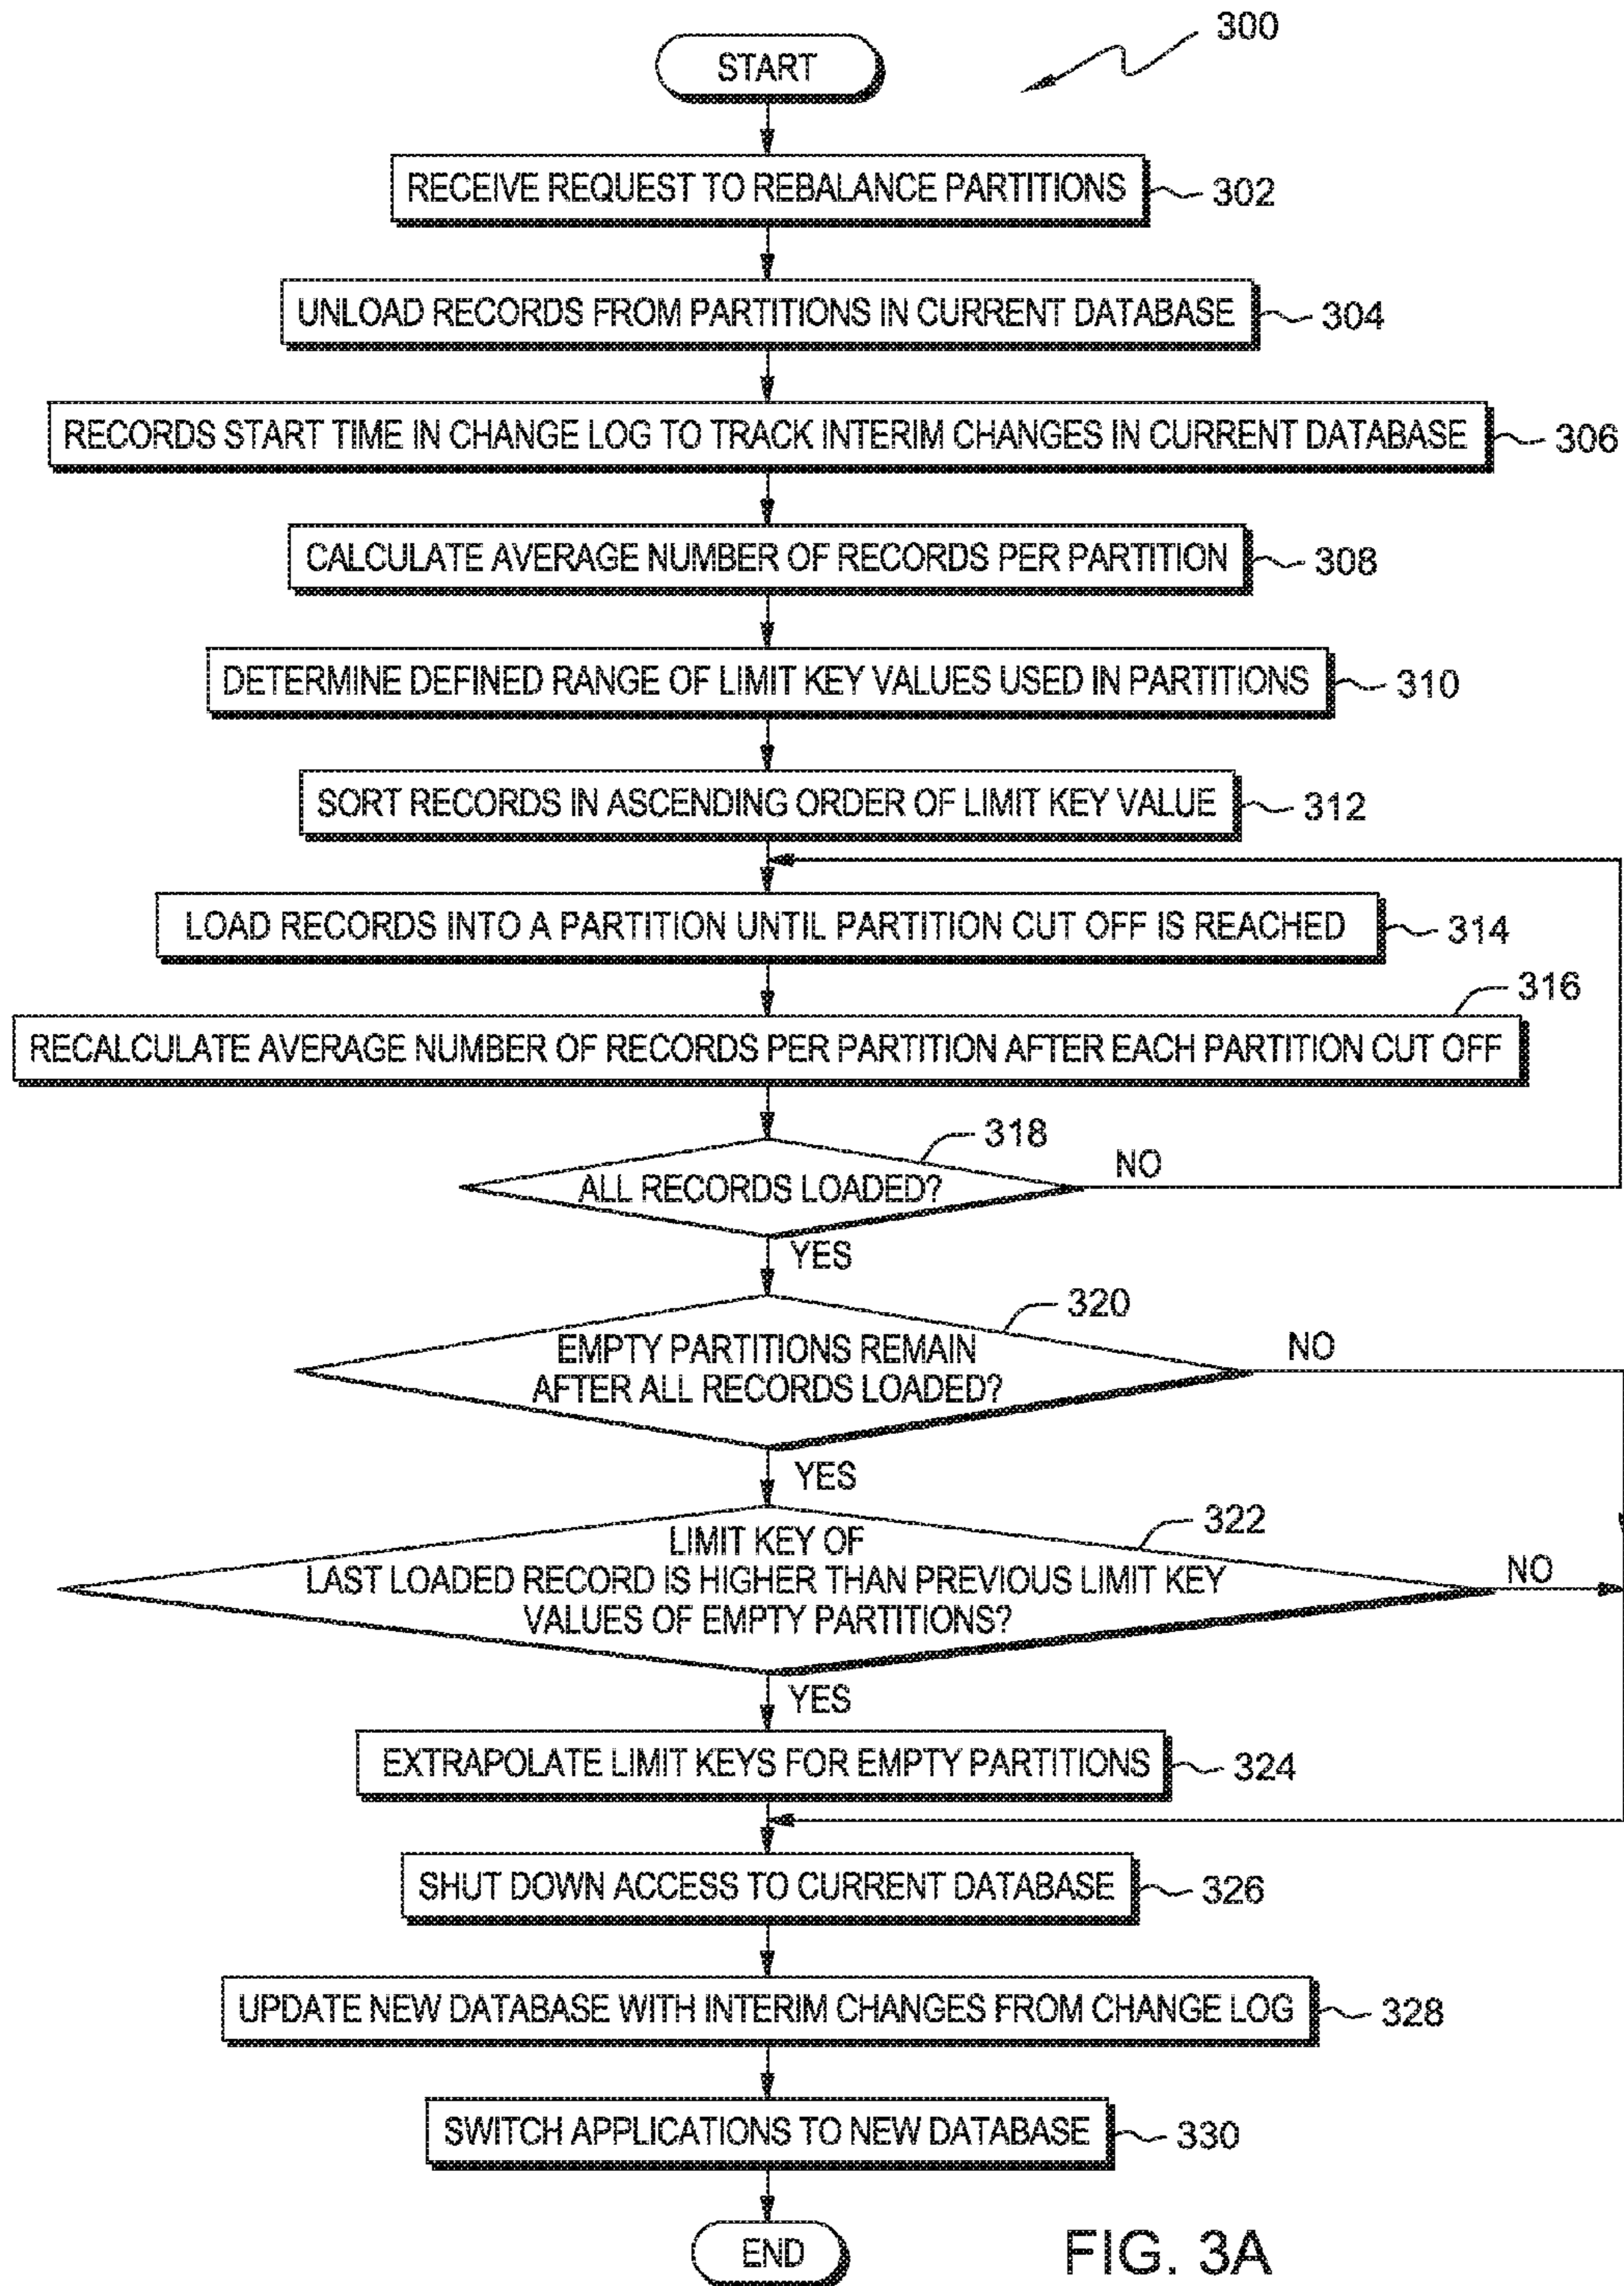 300
START
RECEIVE REQUEST TO REBALANCE PARTITIONS
302
UNLOAD RECORDS FROM PARTITIONS IN CURRENT DATABASE
304
RECORDS START TIME IN CHANGE LOG TO TRACK INTERIM CHANGES IN CURRENT DATABASE
306
CALCULATE AVERAGE NUMBER OF RECORDS PER PARTITION
308
DETERMINE DEFINED RANGE OF LIMIT KEY VALUES USED IN PARTITIONS
310
SORT RECORDS IN ASCENDING ORDER OF LIMIT KEY VALUE
312
LOAD RECORDS INTO A PARTITION UNTIL PARTITION CUT OFF IS REACHED
314
316
RECALCULATE AVERAGE NUMBER OF RECORDS PER PARTITION AFTER EACH PARTITION CUT OFF
318
ALL RECORDS LOADED?
NO
YES
320
EMPTY PARTITIONS REMAIN
AFTER ALL RECORDS LOADED?
NO
YES
322
LIMIT KEY OF
LAST LOADED RECORD IS HIGHER THAN PREVIOUS LIMIT KEY
VALUES OF EMPTY PARTITIONS?
NO
YES
EXTRAPOLATE LIMIT KEYS FOR EMPTY PARTITIONS
324
SHUT DOWN ACCESS TO CURRENT DATABASE
326
UPDATE NEW DATABASE WITH INTERIM CHANGES FROM CHANGE LOG
328
SWITCH APPLICATIONS TO NEW DATABASE
330
END
FIG. 3A